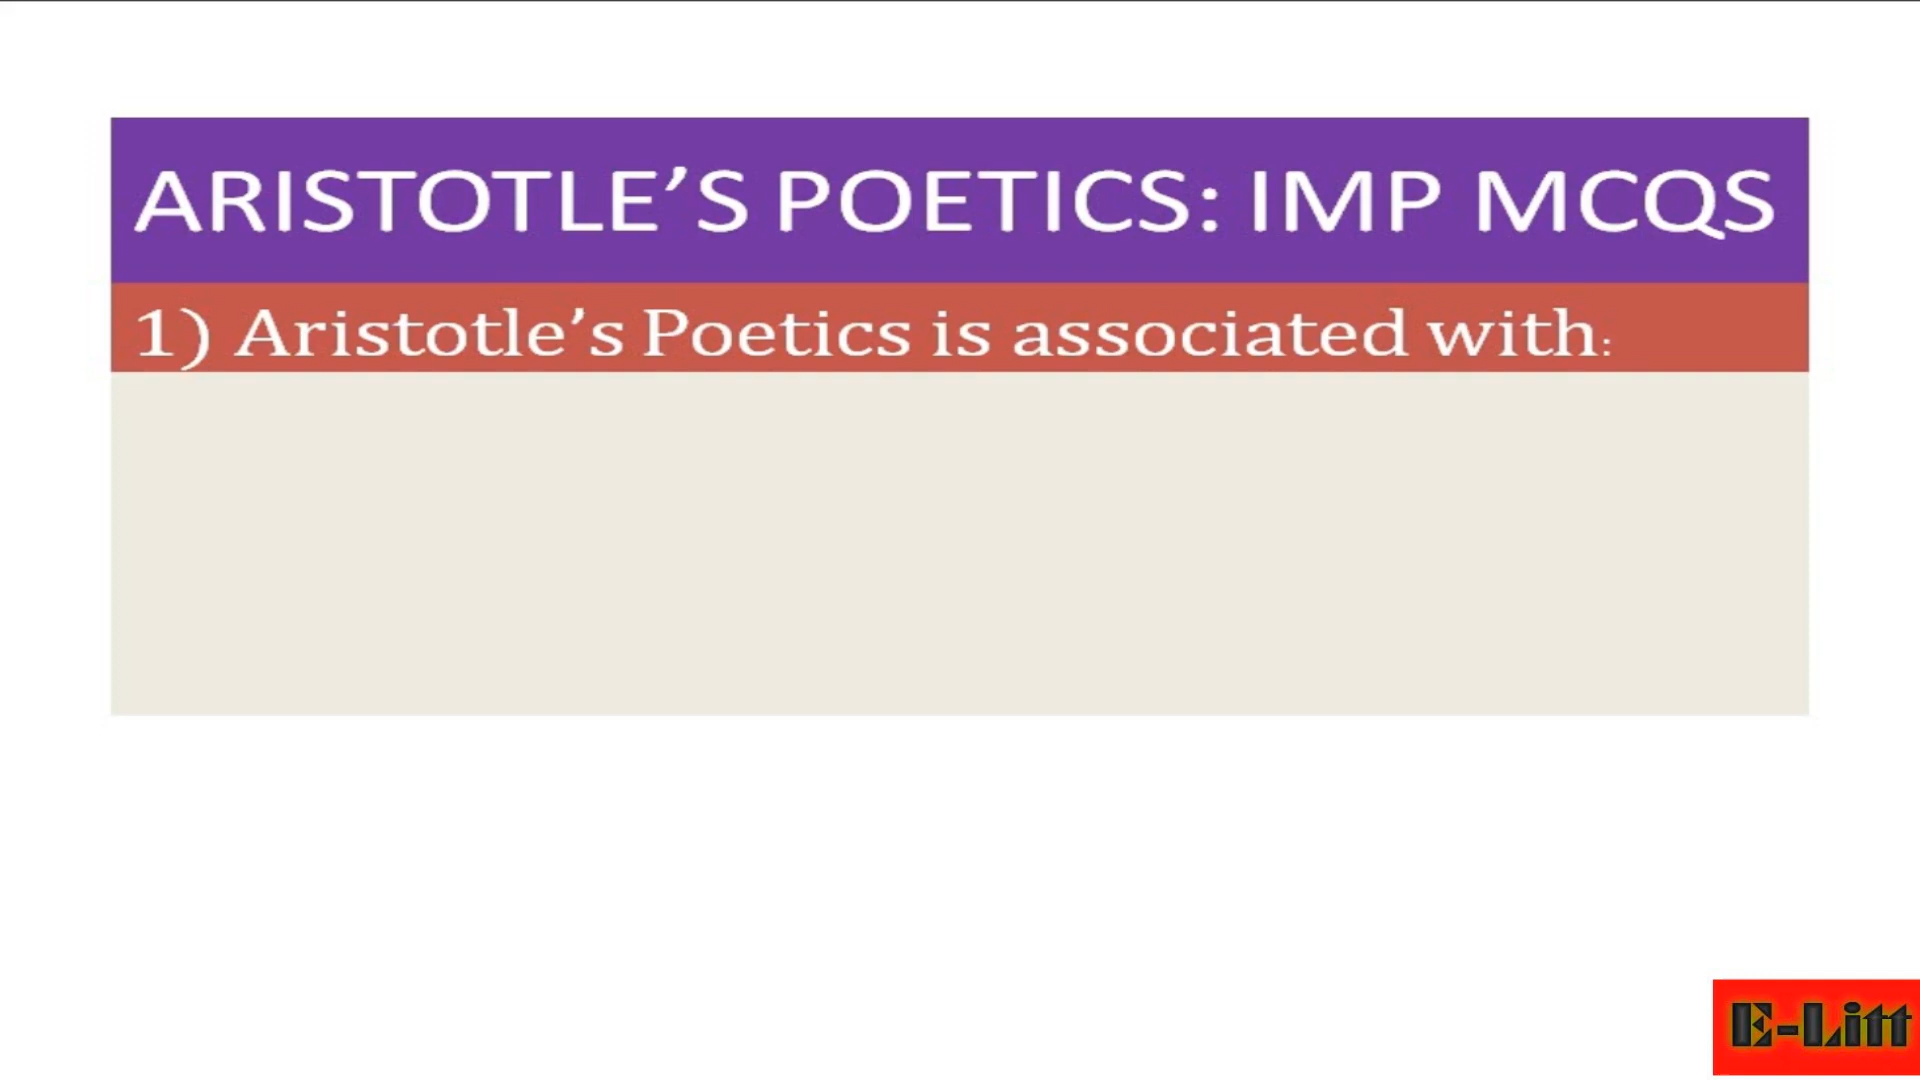 ARISTOTLE’S POETICS: IMP MCQS
1) Aristotle’s Poetics is associated with:
E-Litt